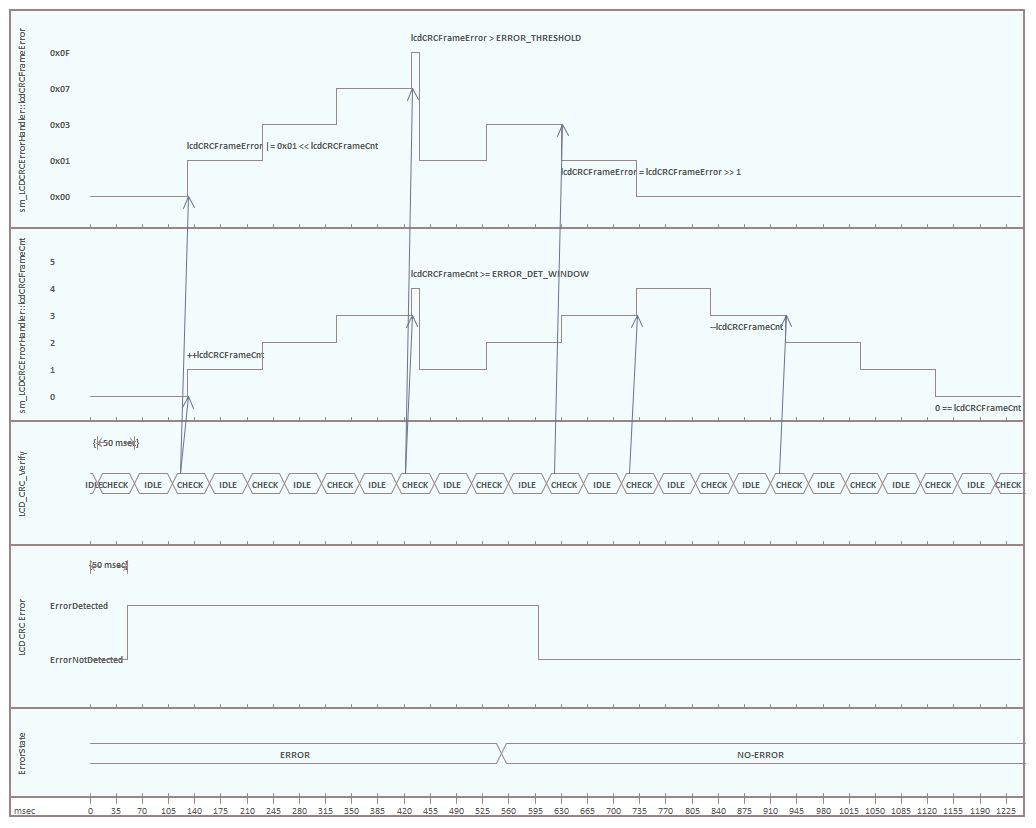 sm_LCDCRCErrorHandler::lcdCRCFrameError
lcdCRCFrameError > ERROR_THRESHOLD
0x0F
0x07
0x03
lcdCRCFrameError |= 0x01 << lcdCRCFrameCnt
0x01
lcdCRCFrameError = lcdCRCFrameError >> 1
0x00
sm_LCDCRCErrorHandler::lcdCRCFrameCnt
5
lcdCRCFrameCnt >= ERROR_DET_WINDOW
4
3
--lcdCRCFrameCnt
2
++lcdCRCFrameCnt
1
0
0 == lcdCRCFrameCnt
LCD_CRC_Verify
{<50 msec}
IDLE CHECK IDLE CHECK IDLE CHECK IDLE CHECK IDLE CHECK IDLE CHECK IDLE CHECK IDLE CHECK IDLE CHECK IDLE CHECK IDLE CHECK IDLE CHECK IDLE CHECK
LCD CRC Error
{50 msec}
ErrorDetected
ErrorNotDetected
ErrorState
ERROR NO-ERROR
msec 0 35 70 105 140 175 210 245 280 315 350 385 420 455 490 525 560 595 630 665 700 735 770 805 840 875 910 945 980 1015 1050 1085 1120 1155 1190 1225